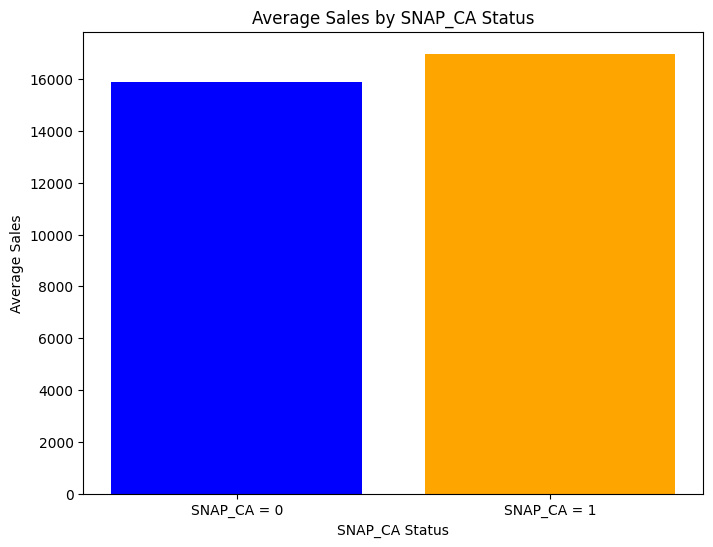 Average Sales by SNAP_CA Status
Average Sales
16000
14000
12000
10000
8000
6000
4000
2000
0
SNAP_CA = 0
SNAP_CA = 1
SNAP_CA Status